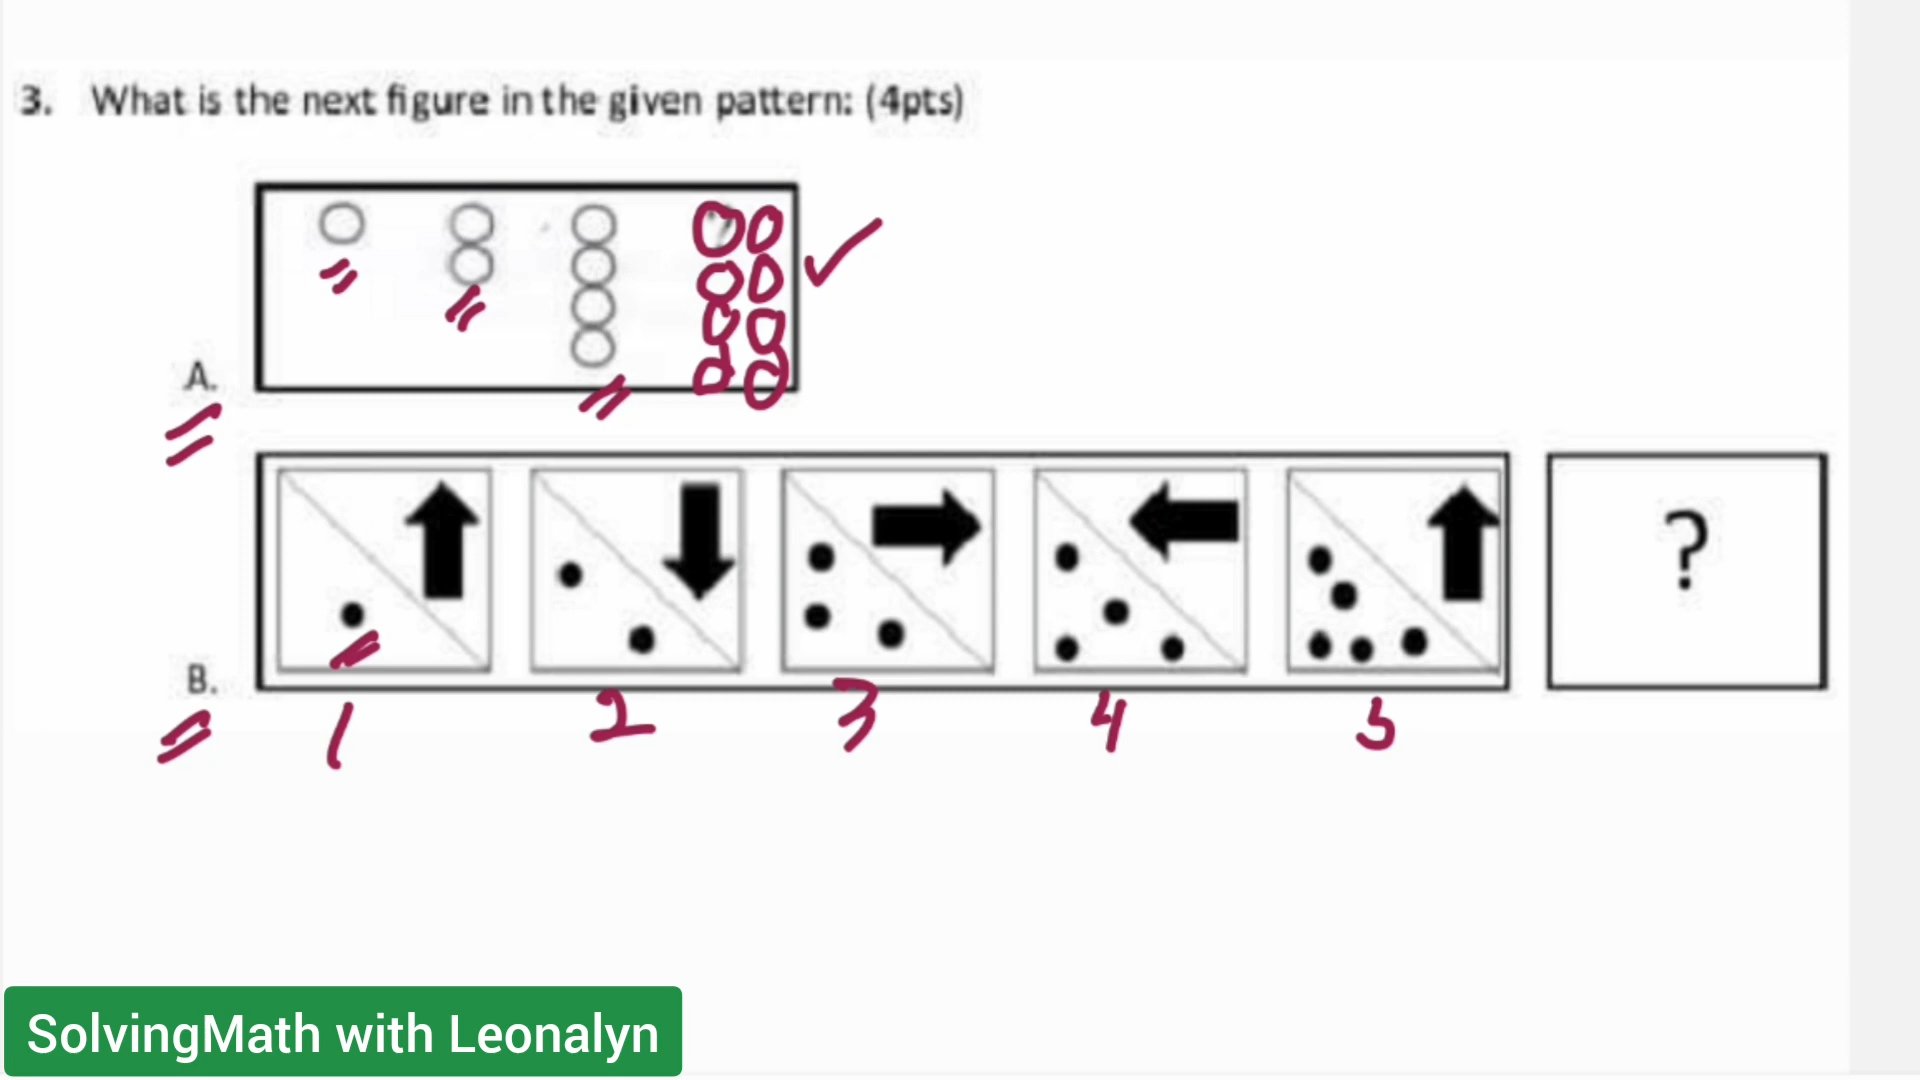 3. What is the next figure in the given pattern: (4pts)
A.
B.
?
1 2 3 4 5
SolvingMath with Leonalyn